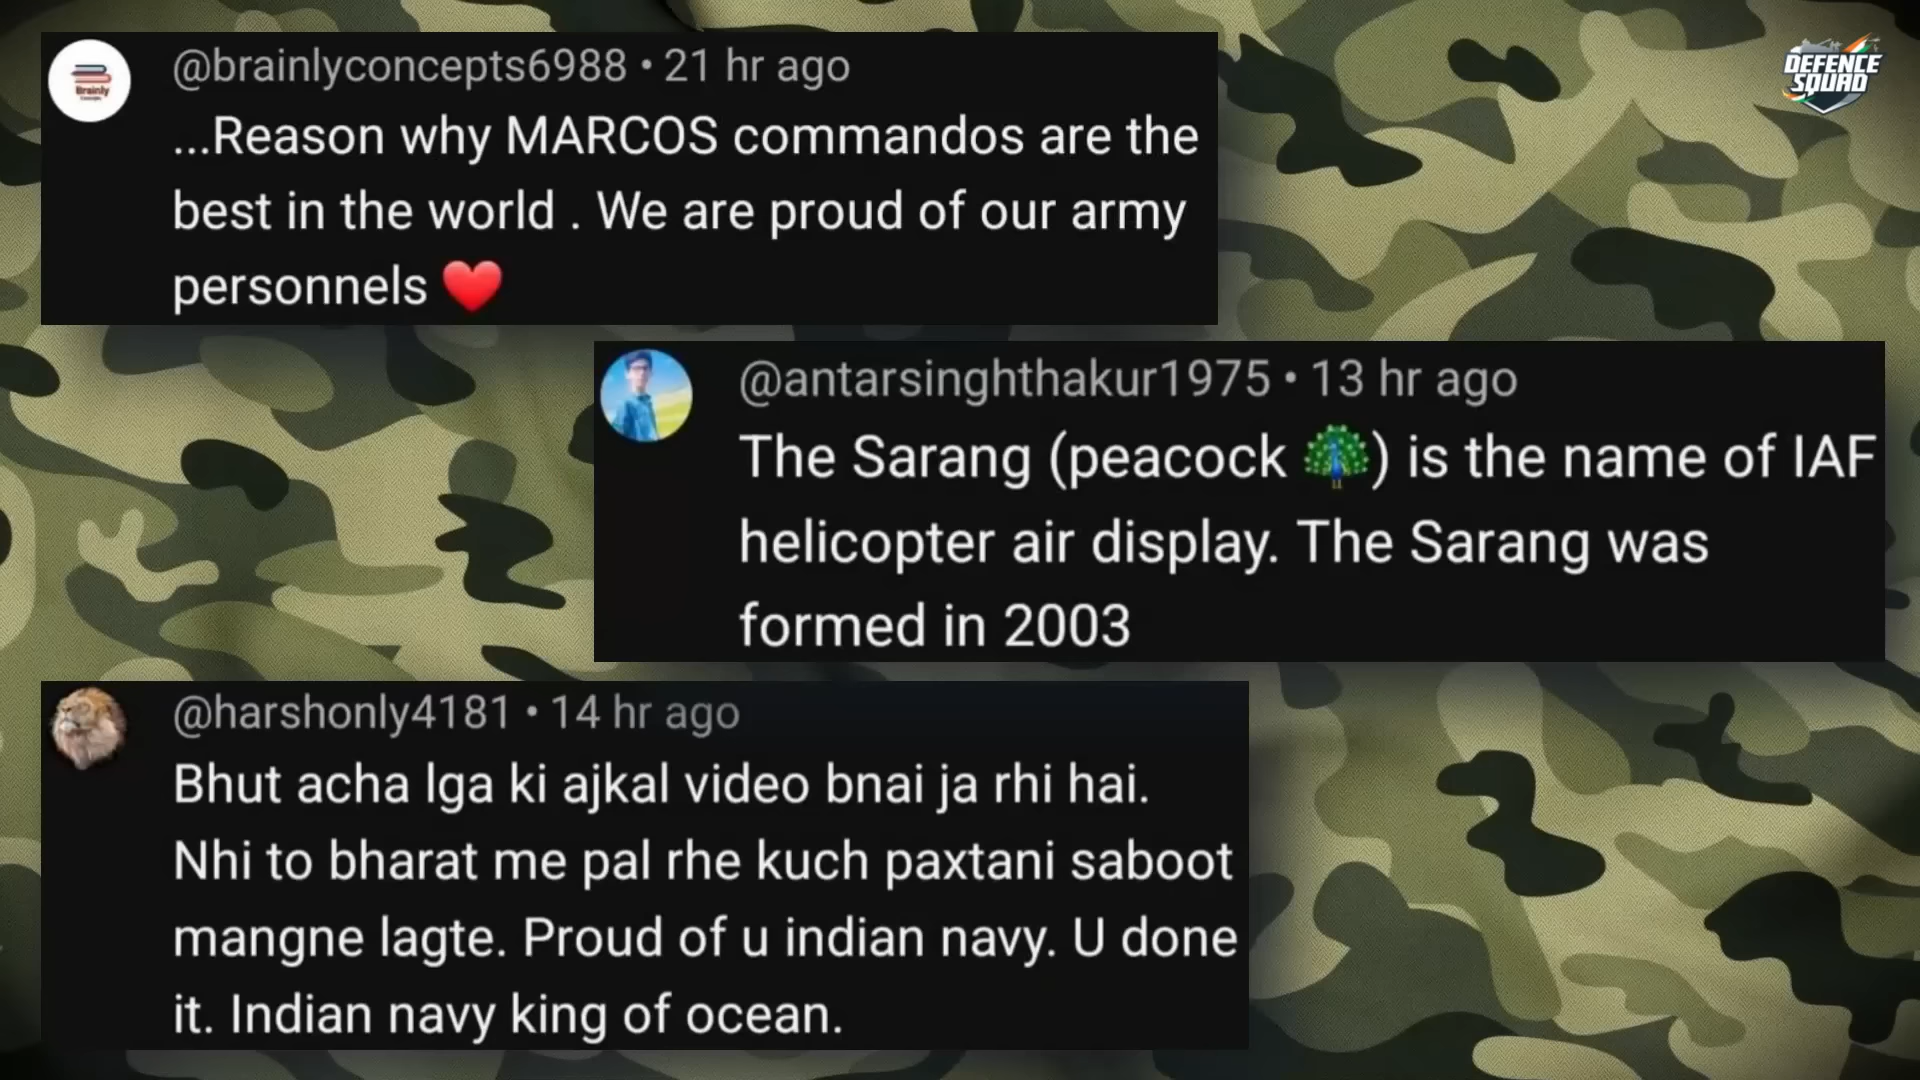 @brainlyconcepts6988 • 21 hr ago
...Reason why MARCOS commandos are the
best in the world . We are proud of our army
personnels ❤️
DEFENCE
SQUAD
@antarsinghthakur1975 • 13 hr ago
The Sarang (peacock 🦚) is the name of IAF
helicopter air display. The Sarang was
formed in 2003
@harshonly4181 • 14 hr ago
Bhut acha lga ki ajkal video bnai ja rhi hai.
Nhi to bharat me pal rhe kuch paxtani saboot
mangne lagte. Proud of u indian navy. U done
it. Indian navy king of ocean.
Brainly